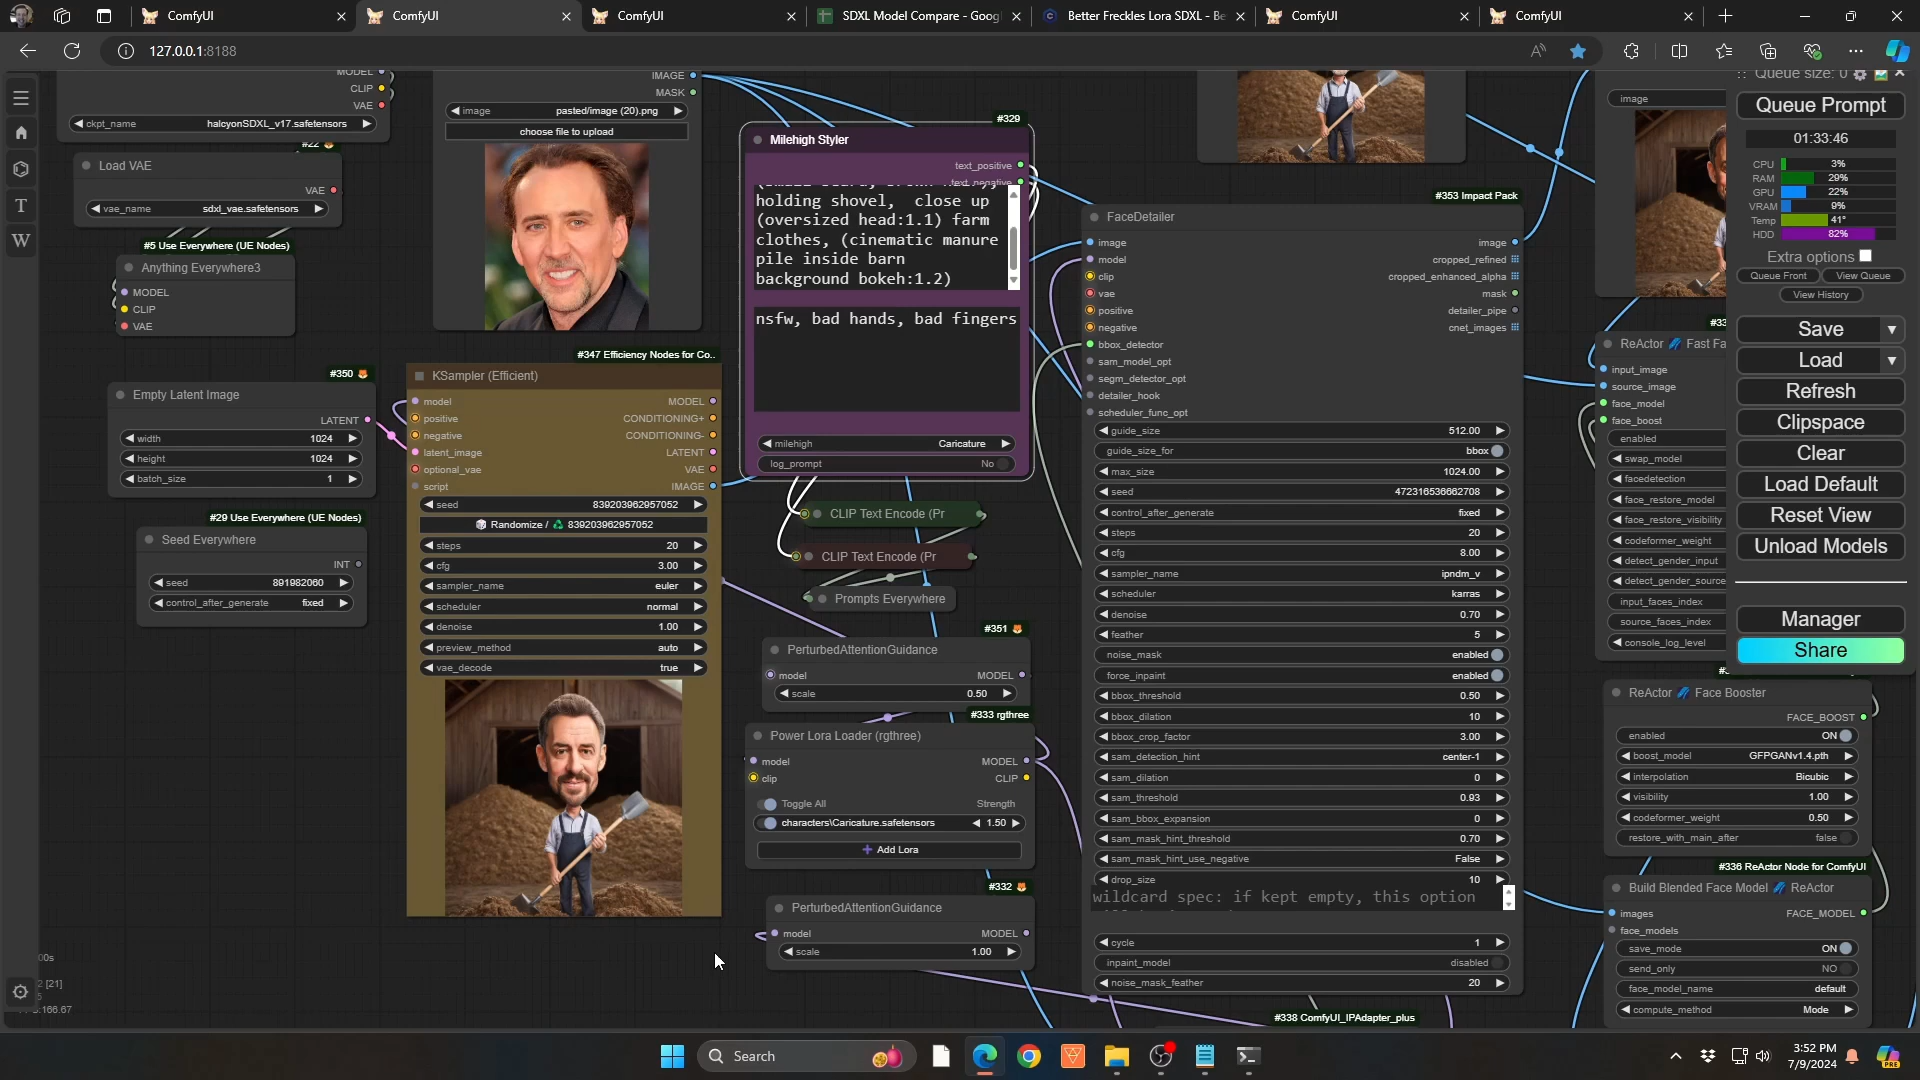 ComfyUI
ComfyUI
ComfyUI
SDXL Model Compare - Goog
Better Freckles Lora SDXL - Be
ComfyUI
ComfyUI
127.0.0.1:8188
MODEL
CLIP
VAE
ckpt_name halcyonSDXL_v17.safetensors
#22
Load VAE
VAE
vae_name sdxl_vae.safetensors
#5 Use Everywhere (UE Nodes)
Anything Everywhere3
MODEL
CLIP
VAE
#350
Empty Latent Image
LATENT
width 1024
height 1024
batch_size 1
#29 Use Everywhere (UE Nodes)
Seed Everywhere
INT
seed 891982060
control_after_generate fixed
IMAGE
MASK
image pasted/image (20).png
choose file to upload
#347 Efficiency Nodes for Co..
KSampler (Efficient)
model MODEL
positive CONDITIONING+
negative CONDITIONING-
latent_image LATENT
optional_vae VAE
script IMAGE
seed 839203962957052
Randomize / 839203962957052
steps 20
cfg 3.00
sampler_name euler
scheduler normal
denoise 1.00
preview_method auto
vae_decode true
#329
Milehigh Styler
text_positive
text_negative
holding shovel, close up
(oversized head:1.1) farm
clothes, (cinematic manure
pile inside barn
background bokeh:1.2)
nsfw, bad hands, bad fingers
milehigh Caricature
log_prompt No
CLIP Text Encode (Pr
CLIP Text Encode (Pr
Prompts Everywhere
#351
PerturbedAttentionGuidance
model MODEL
scale 0.50
#333 rgthree
Power Lora Loader (rgthree)
model MODEL
clip CLIP
Toggle All Strength
characters\Caricature.safetensors 1.50
+ Add Lora
#332
PerturbedAttentionGuidance
model MODEL
scale 1.00
#353 Impact Pack
FaceDetailer
image image
model cropped_refined
clip cropped_enhanced_alpha
vae mask
positive detailer_pipe
negative cnet_images
bbox_detector
sam_model_opt
segm_detector_opt
detailer_hook
scheduler_func_opt
guide_size 512.00
guide_size_for bbox
max_size 1024.00
seed 472316536662708
control_after_generate fixed
steps 20
cfg 8.00
sampler_name ipndm_v
scheduler karras
denoise 0.70
feather 5
noise_mask enabled
force_inpaint enabled
bbox_threshold 0.50
bbox_dilation 10
bbox_crop_factor 3.00
sam_detection_hint center-1
sam_dilation 0
sam_threshold 0.93
sam_bbox_expansion 0
sam_mask_hint_threshold 0.70
sam_mask_hint_use_negative False
drop_size 10
wildcard spec: if kept empty, this option
cycle 1
inpaint_model disabled
noise_mask_feather 20
#338 ComfyUI_IPAdapter_plus
image
#33
ReActor Fast Fa
input_image
source_image
face_model
face_boost
enabled
swap_model
facedetection
face_restore_model
face_restore_visibility
codeformer_weight
detect_gender_input
detect_gender_source
input_faces_index
source_faces_index
console_log_level
ReActor Face Booster
FACE_BOOST
enabled ON
boost_model GFPGANv1.4.pth
interpolation Bicubic
visibility 1.00
codeformer_weight 0.50
restore_with_main_after false
#336 ReActor Node for ComfyUI
Build Blended Face Model ReActor
images FACE_MODEL
face_models
save_mode ON
send_only NO
face_model_name default
compute_method Mode
Queue size: 0
Queue Prompt
01:33:46
CPU 3%
RAM 29%
GPU 22%
VRAM 9%
Temp 41°
HDD 82%
Extra options
Queue Front View Queue
View History
Save
Load
Refresh
Clipspace
Clear
Load Default
Reset View
Unload Models
Manager
Share
Search
3:52 PM
7/9/2024